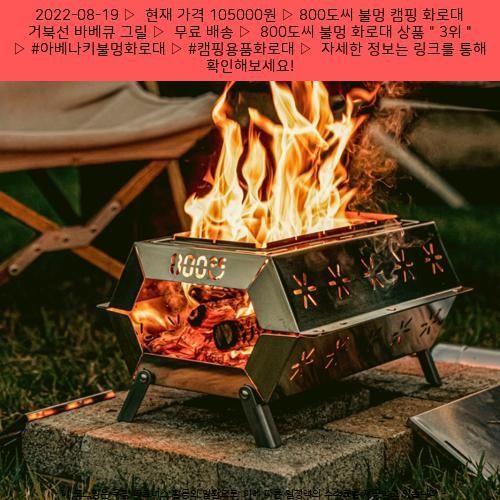 2022-08-19 ▷ 현재 가격 105000원 ▷ 800도씨 불멍 캠핑 화로대
거북선 바베큐 그릴 ▷ 무료 배송 ▷ 800도씨 불멍 화로대 상품 " 3위 "
▷ #아베나키불멍화로대 ▷ #캠핑용품화로대 ▷ 자세한 정보는 링크를 통해
확인해보세요!
800